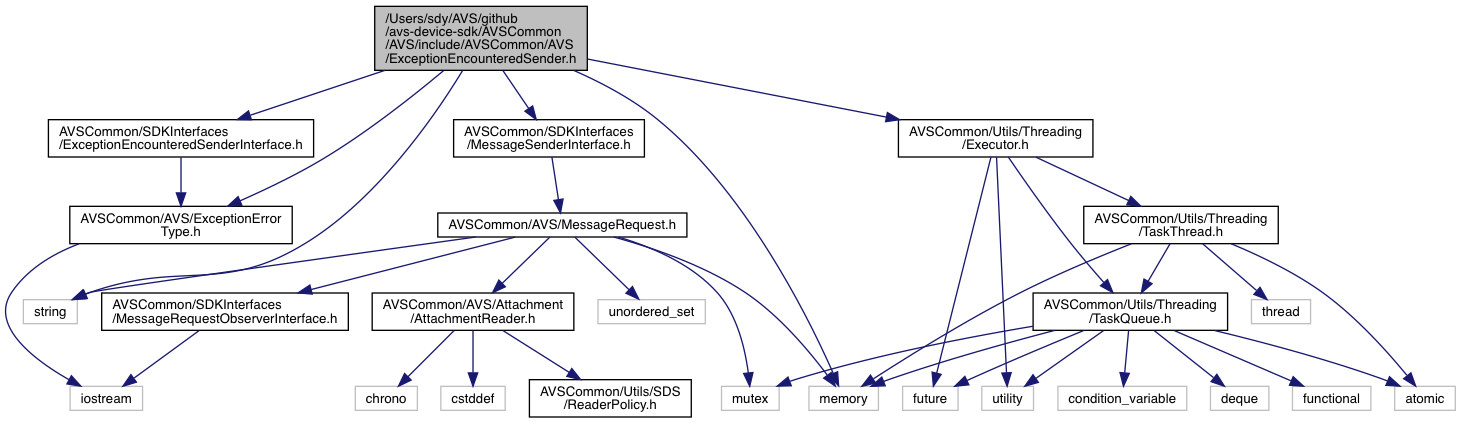 /Users/sdy/AVS/github
/avs-device-sdk/AVSCommon
/AVS/include/AVSCommon/AVS
/ExceptionEncounteredSender.h
AVSCommon/SDKInterfaces
/ExceptionEncounteredSenderInterface.h
AVSCommon/SDKInterfaces
/MessageSenderInterface.h
AVSCommon/Utils/Threading
/Executor.h
AVSCommon/AVS/ExceptionError
Type.h
AVSCommon/AVS/MessageRequest.h
AVSCommon/Utils/Threading
/TaskThread.h
string
AVSCommon/SDKInterfaces
/MessageRequestObserverInterface.h
AVSCommon/AVS/Attachment
/AttachmentReader.h
unordered_set
AVSCommon/Utils/Threading
/TaskQueue.h
thread
iostream
chrono
cstddef
AVSCommon/Utils/SDS
/ReaderPolicy.h
mutex
memory
future
utility
condition_variable
deque
functional
atomic